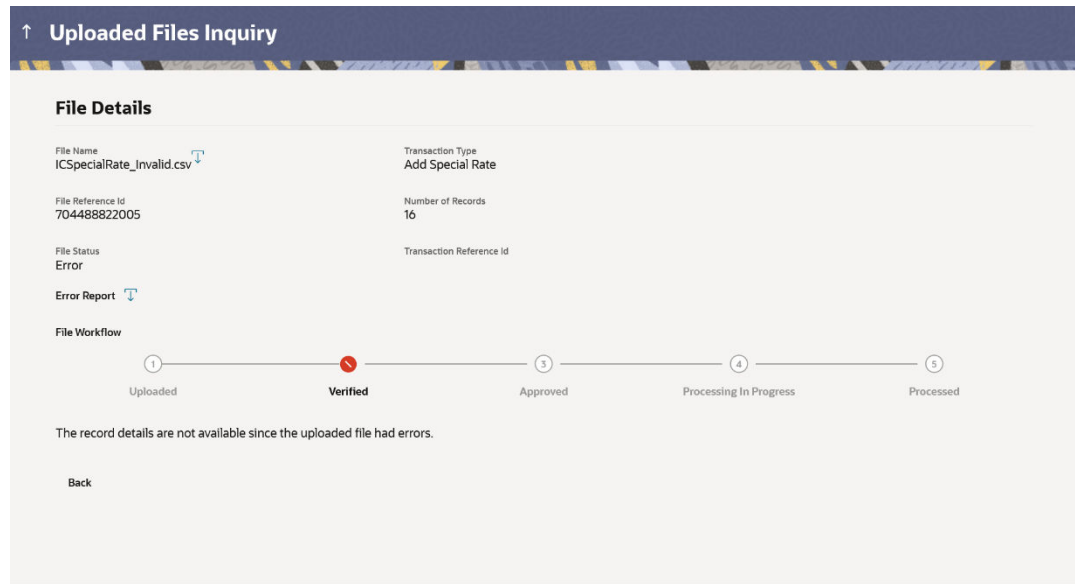 Uploaded Files Inquiry
File Details
File Name
ICSpecialRate_Invalid.csv
Transaction Type
Add Special Rate
File Reference Id
704488822005
Number of Records
16
File Status
Error
Transaction Reference Id
Error Report
File Workflow
1
3
4
5
Uploaded
Verified
Approved
Processing In Progress
Processed
The record details are not available since the uploaded file had errors.
Back